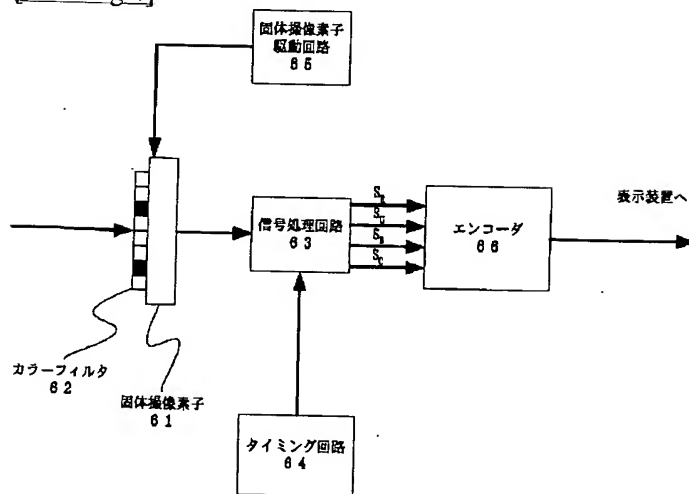 固体撮像素子
駆動回路
65
信号処理回路
63
エンコーダ
66
表示装置へ
カラーフィルタ
62
固体撮像素子
61
タイミング回路
64